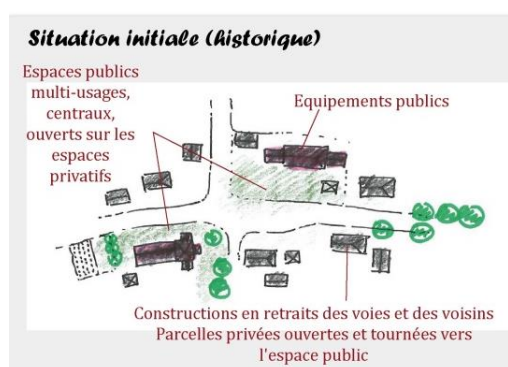 Situation initiale (historique)
Espaces publics
multi-usages,
centraux,
ouverts sur les
espaces
privatifs
Equipements publics
Constructions en retraits des voies et des voisins
Parcelles privées ouvertes et tournées vers
l'espace public